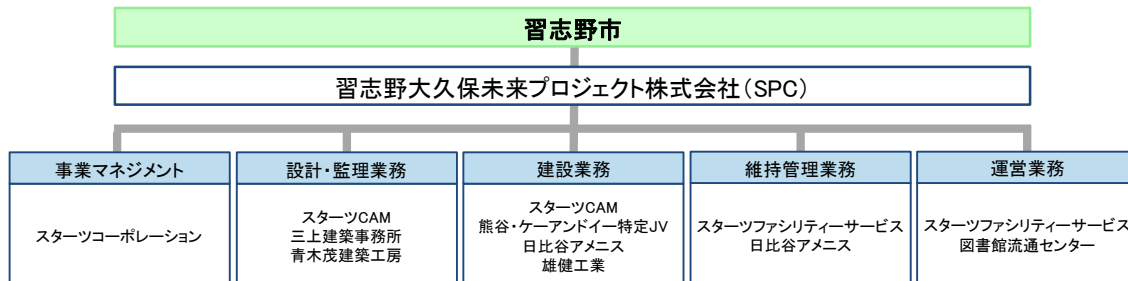 習志野市
習志野大久保未来プロジェクト株式会社（SPC）
事業マネジメント
スターツコーポレーション
設計・監理業務
スターツCAM
三上建築事務所
青木茂建築工房
建設業務
スターツCAM
熊谷・ケーアンドイー特定JV
日比谷アメニス
雄健工業
維持管理業務
スターツファシリティーサービス
日比谷アメニス
運営業務
スターツファシリティーサービス
図書館流通センター